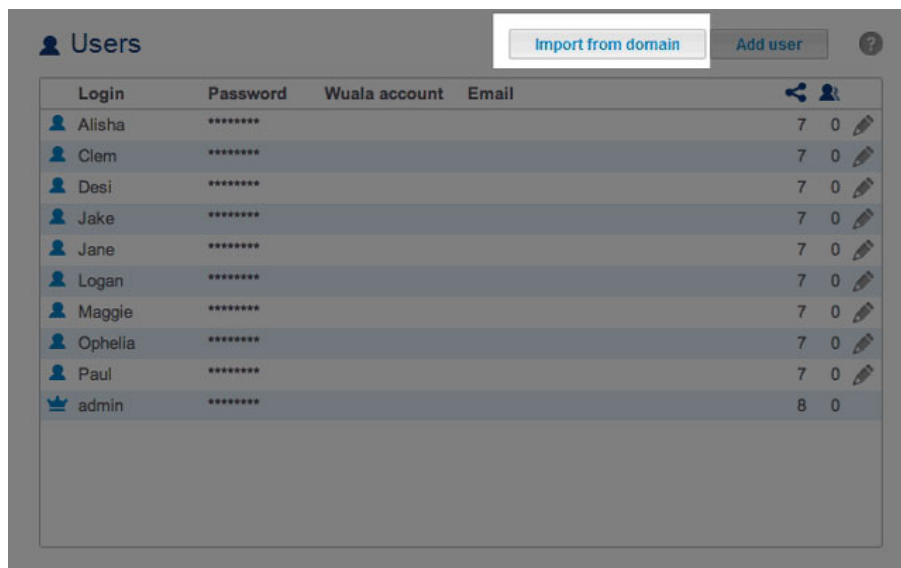 Users Import from domain Add user ?
Login Password Wuala account Email
Alisha ******** 7 0
Clem ******** 7 0
Desi ******** 7 0
Jake ******** 7 0
Jane ******** 7 0
Logan ******** 7 0
Maggie ******** 7 0
Ophelia ******** 7 0
Paul ******** 7 0
admin ******** 8 0